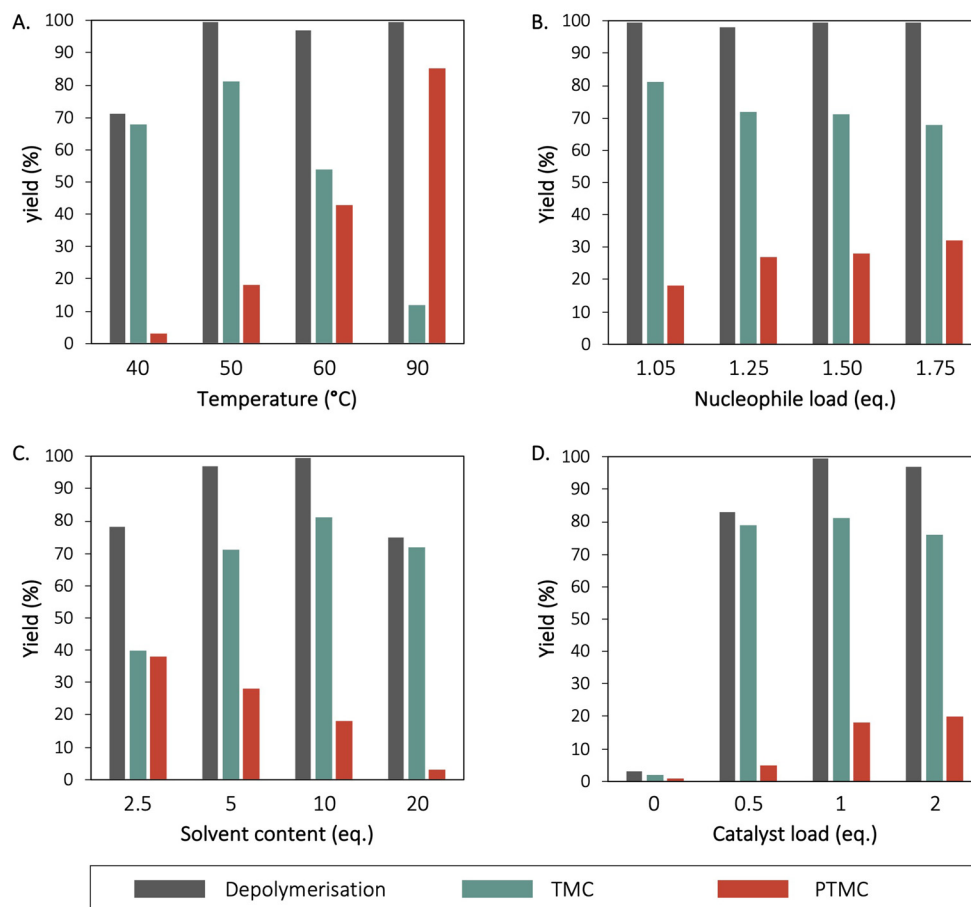 A.
100
90
80
70
60
50
40
30
20
10
0
yield (%)
40 50 60 90
Temperature (°C)
B.
100
90
80
70
60
50
40
30
20
10
0
Yield (%)
1.05 1.25 1.50 1.75
Nucleophile load (eq.)
C.
100
90
80
70
60
50
40
30
20
10
0
Yield (%)
2.5 5 10 20
Solvent content (eq.)
D.
100
90
80
70
60
50
40
30
20
10
0
Yield (%)
0 0.5 1 2
Catalyst load (eq.)
Depolymerisation TMC PTMC